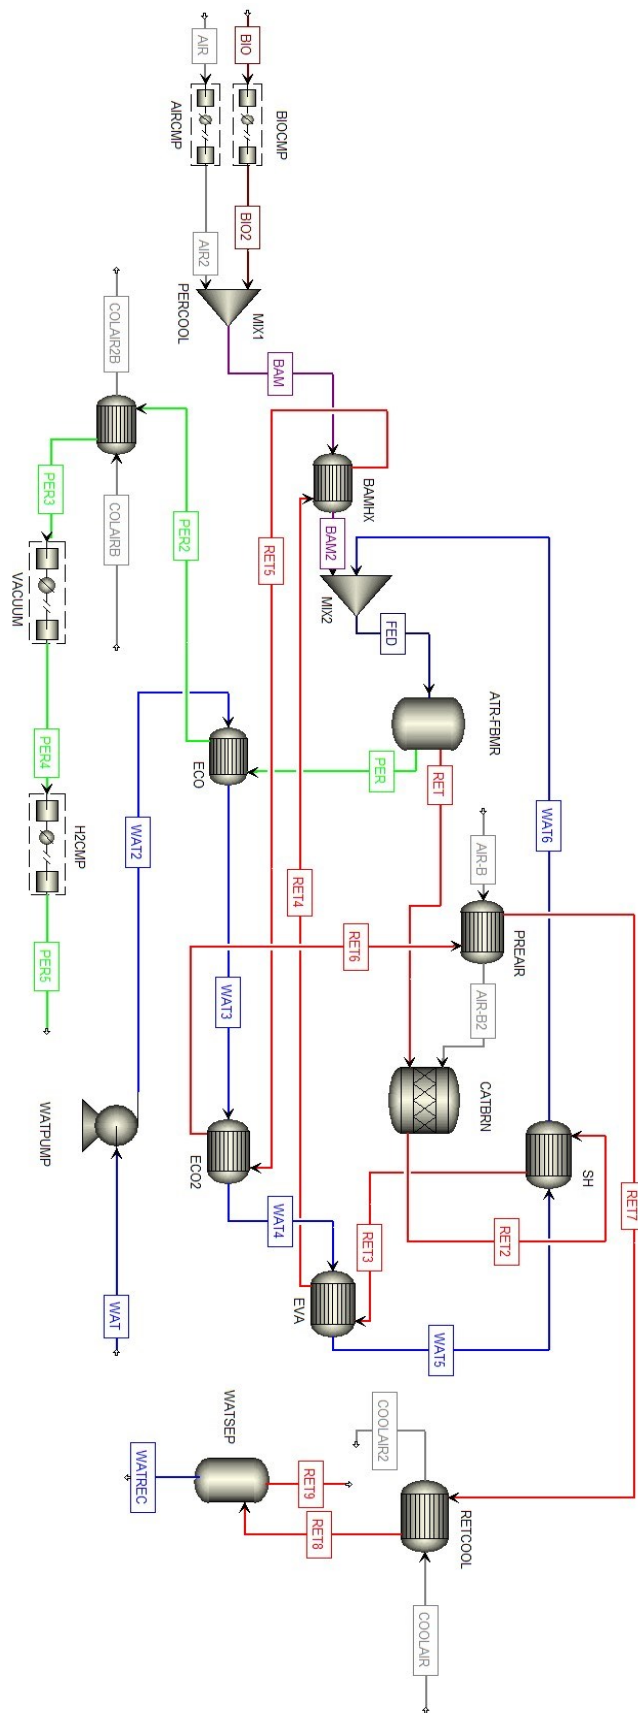 BIO
AIR
BIOCMP
AIRCMP
BIO2
AIR2
MIX1
PERCOOL
COLAIR2B
BAM
COLAIRB
PER3
PER2
RET5
BAMHX
BAM2
MIX2
VACUUM
FED
ATR-FBMR
RET
PER
ECO
PER4
H2CMP
WAT2
RET4
WAT6
AIR-B
PREAIR
RET6
PER5
WAT3
AIR-B2
CATBRN
WATPUMP
ECO2
SH
RET7
WAT4
RET3
RET2
EVA
WAT
WAT5
WATSEP
COOLAIR2
WATREC
RET9
RET8
RETCOOL
COOLAIR